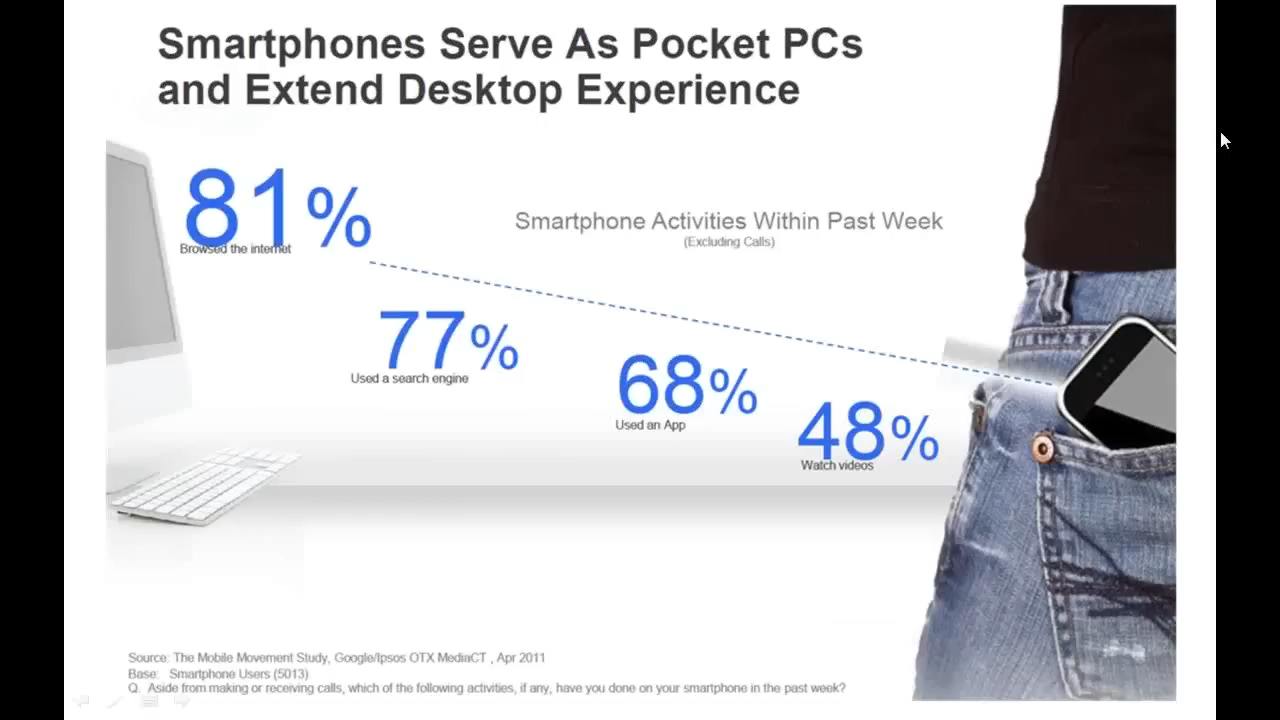 Smartphones Serve As Pocket PCs
and Extend Desktop Experience
81%
Browsed the internet
Smartphone Activities Within Past Week
(Excluding Calls)
77%
Used a search engine
68%
Used an App
48%
Watch videos
Source: The Mobile Movement Study, Google/Ipsos OTX MediaCT , Apr 2011
Base: Smartphone Users (5013)
Q. Aside from making or receiving calls, which of the following activities, if any, have you done on your smartphone in the past week?